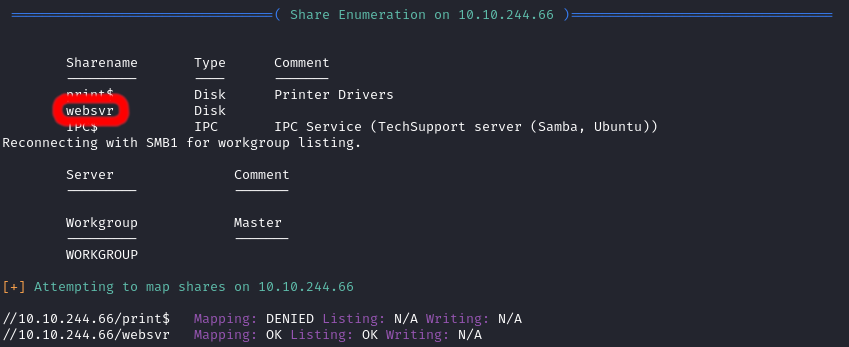 ( Share Enumeration on 10.10.244.66 )
Sharename Type Comment
print$ Disk Printer Drivers
websvr Disk
IPC$ IPC IPC Service (TechSupport server (Samba, Ubuntu))
Reconnecting with SMB1 for workgroup listing.
Server Comment
Workgroup Master
WORKGROUP
[+] Attempting to map shares on 10.10.244.66
//10.10.244.66/print$ Mapping: DENIED Listing: N/A Writing: N/A
//10.10.244.66/websvr Mapping: OK Listing: OK Writing: N/A